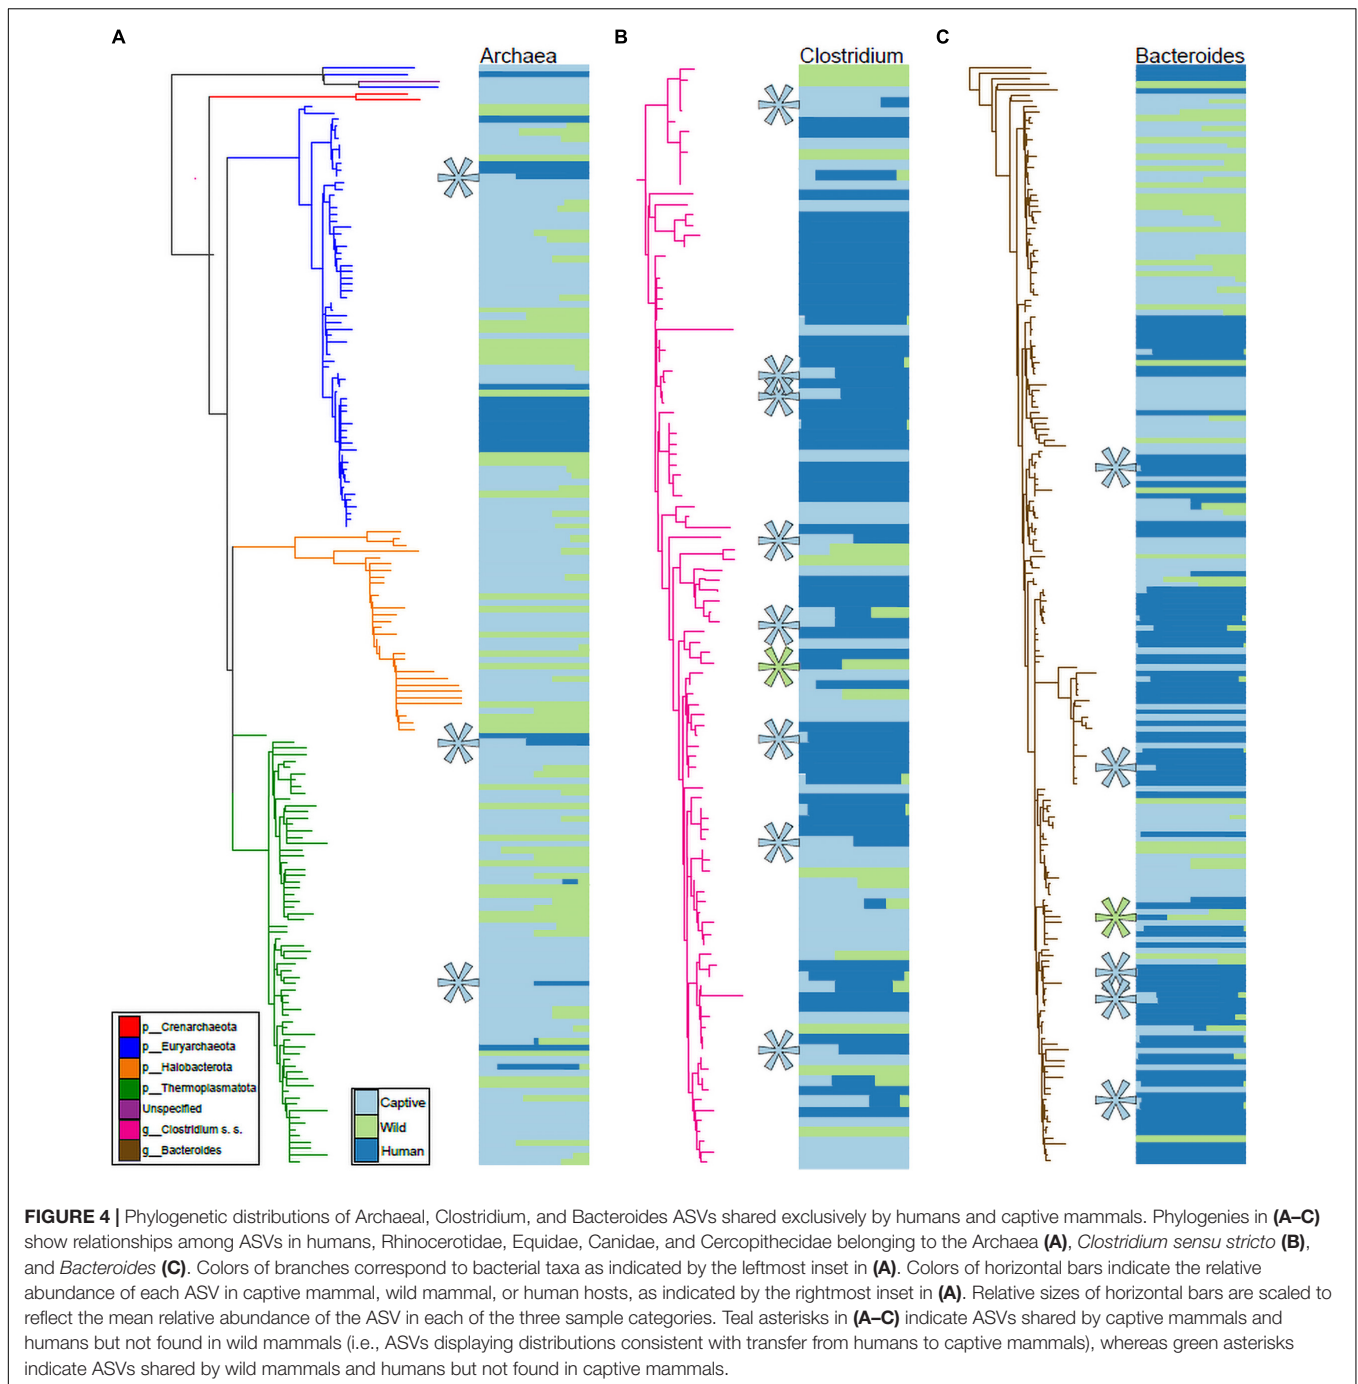 A
B
C
Archaea
Clostridium
Bacteroides
p__Crenarchaeota
p__Euryarchaeota
p__Halobacterota
p__Thermoplasmatota
Unspecified
g__Clostridium s. s.
g__Bacteroides
Captive
Wild
Human
FIGURE 4 | Phylogenetic distributions of Archaeal, Clostridium, and Bacteroides ASVs shared exclusively by humans and captive mammals. Phylogenies in (A–C)
show relationships among ASVs in humans, Rhinocerotidae, Equidae, Canidae, and Cercopithecidae belonging to the Archaea (A), Clostridium sensu stricto (B),
and Bacteroides (C). Colors of branches correspond to bacterial taxa as indicated by the leftmost inset in (A). Colors of horizontal bars indicate the relative
abundance of each ASV in captive mammal, wild mammal, or human hosts, as indicated by the rightmost inset in (A). Relative sizes of horizontal bars are scaled to
reflect the mean relative abundance of the ASV in each of the three sample categories. Teal asterisks in (A–C) indicate ASVs shared by captive mammals and
humans but not found in wild mammals (i.e., ASVs displaying distributions consistent with transfer from humans to captive mammals), whereas green asterisks
indicate ASVs shared by wild mammals and humans but not found in captive mammals.